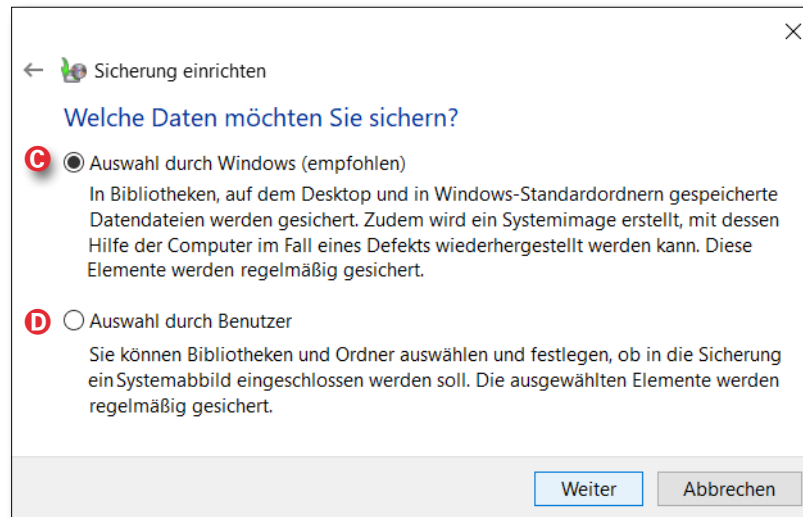 Sicherung einrichten
Welche Daten möchten Sie sichern?
C Auswahl durch Windows (empfohlen)
In Bibliotheken, auf dem Desktop und in Windows-Standardordnern gespeicherte
Datendateien werden gesichert. Zudem wird ein Systemimage erstellt, mit dessen
Hilfe der Computer im Fall eines Defekts wiederhergestellt werden kann. Diese
Elemente werden regelmäßig gesichert.
D Auswahl durch Benutzer
Sie können Bibliotheken und Ordner auswählen und festlegen, ob in die Sicherung
ein Systemabbild eingeschlossen werden soll. Die ausgewählten Elemente werden
regelmäßig gesichert.
Weiter Abbrechen